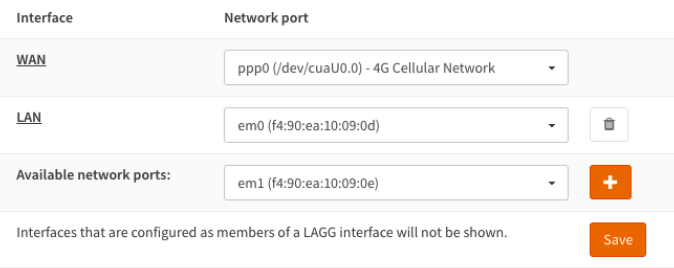 Interface Network port
WAN ppp0 (/dev/cuaU0.0) - 4G Cellular Network
LAN em0 (f4:90:ea:10:09:0d)
Available network ports: em1 (f4:90:ea:10:09:0e)
Interfaces that are configured as members of a LAGG interface will not be shown. Save